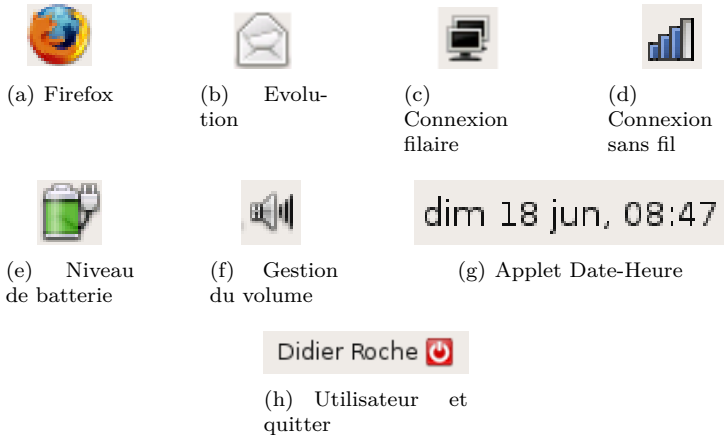 (a) Firefox
(b) Evolu-
tion
(c)
Connexion
filaire
(d)
Connexion
sans fil
(e) Niveau
de batterie
(f) Gestion
du volume
dim 18 jun, 08:47
(g) Applet Date-Heure
Didier Roche
(h) Utilisateur et
quitter